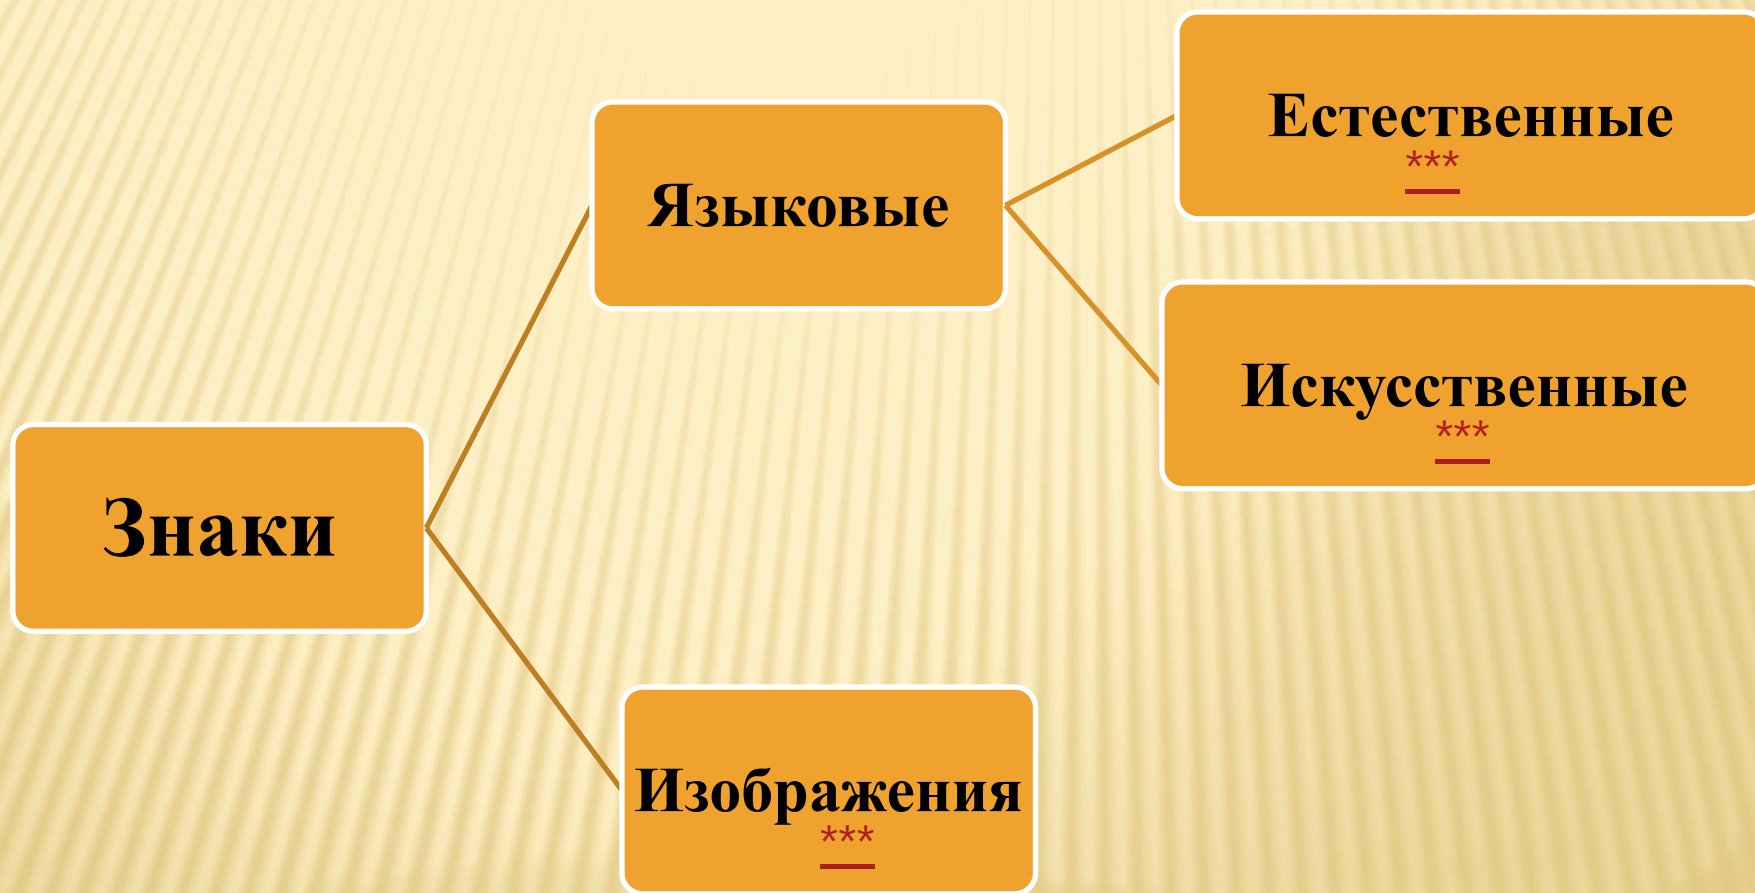 Естественные
***
Языковые
Искусственные
***
Знаки
Изображения
***